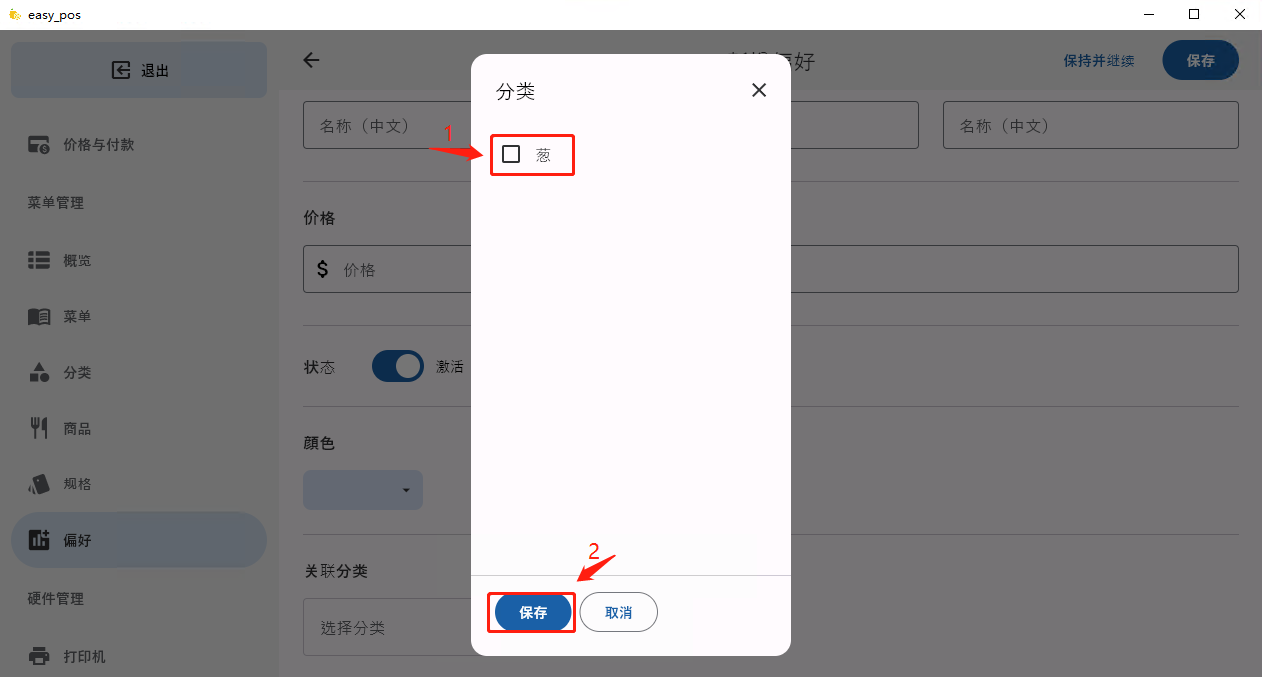 easy_pos
退出
价格与付款
菜单管理
概览
菜单
分类
商品
规格
偏好
硬件管理
打印机
偏好
保持并继续
保存
名称（中文）
名称（中文）
价格
$ 价格
状态
激活
顔色
关联分类
选择分类
分类
1
葱
2
保存
取消